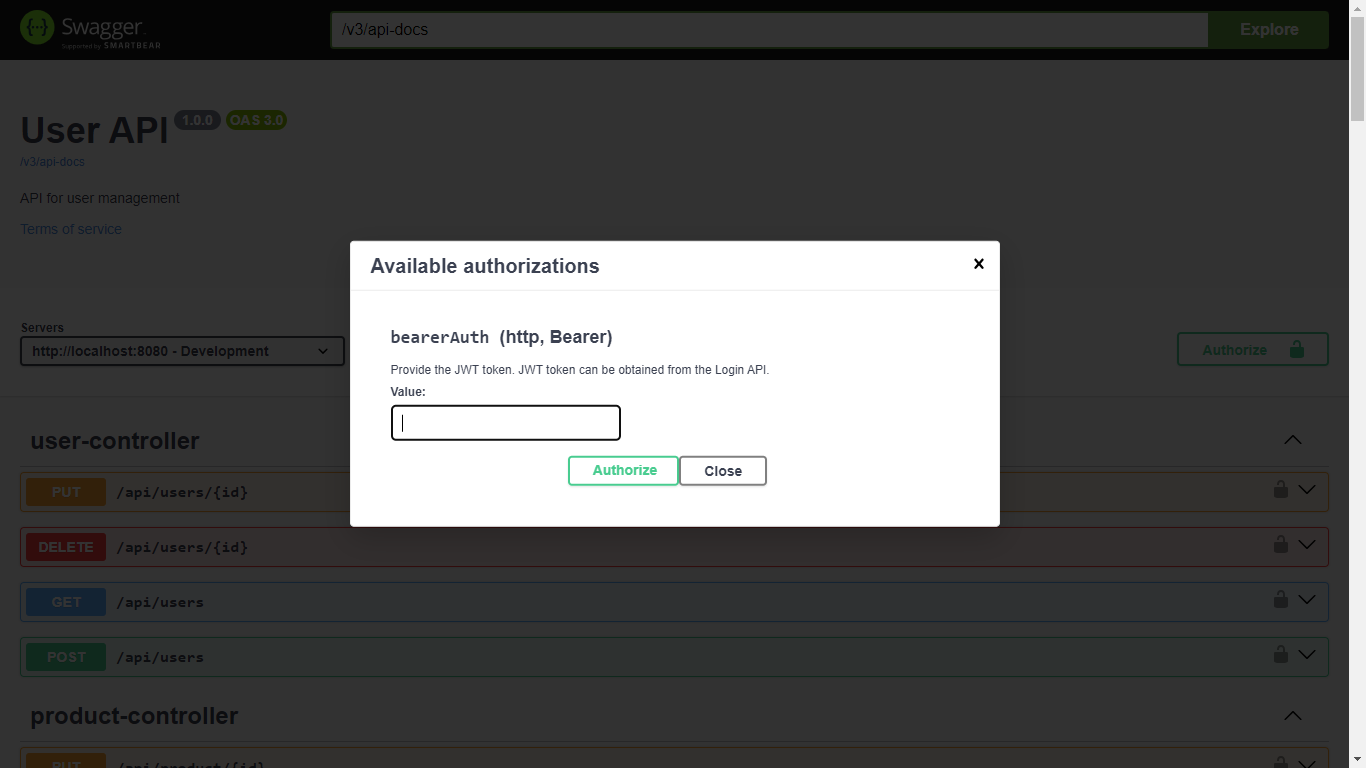 Swagger.
Supported by SMARTBEAR
/v3/api-docs
Explore
User API 1.0.0 OAS 3.0
/v3/api-docs
API for user management
Terms of service
Available authorizations
bearerAuth (http, Bearer)
Provide the JWT token. JWT token can be obtained from the Login API.
Value:
Authorize Close
Servers
http://localhost:8080 - Development
Authorize
user-controller
PUT /api/users/{id}
DELETE /api/users/{id}
GET /api/users
POST /api/users
product-controller
PUT /api/product/{id}